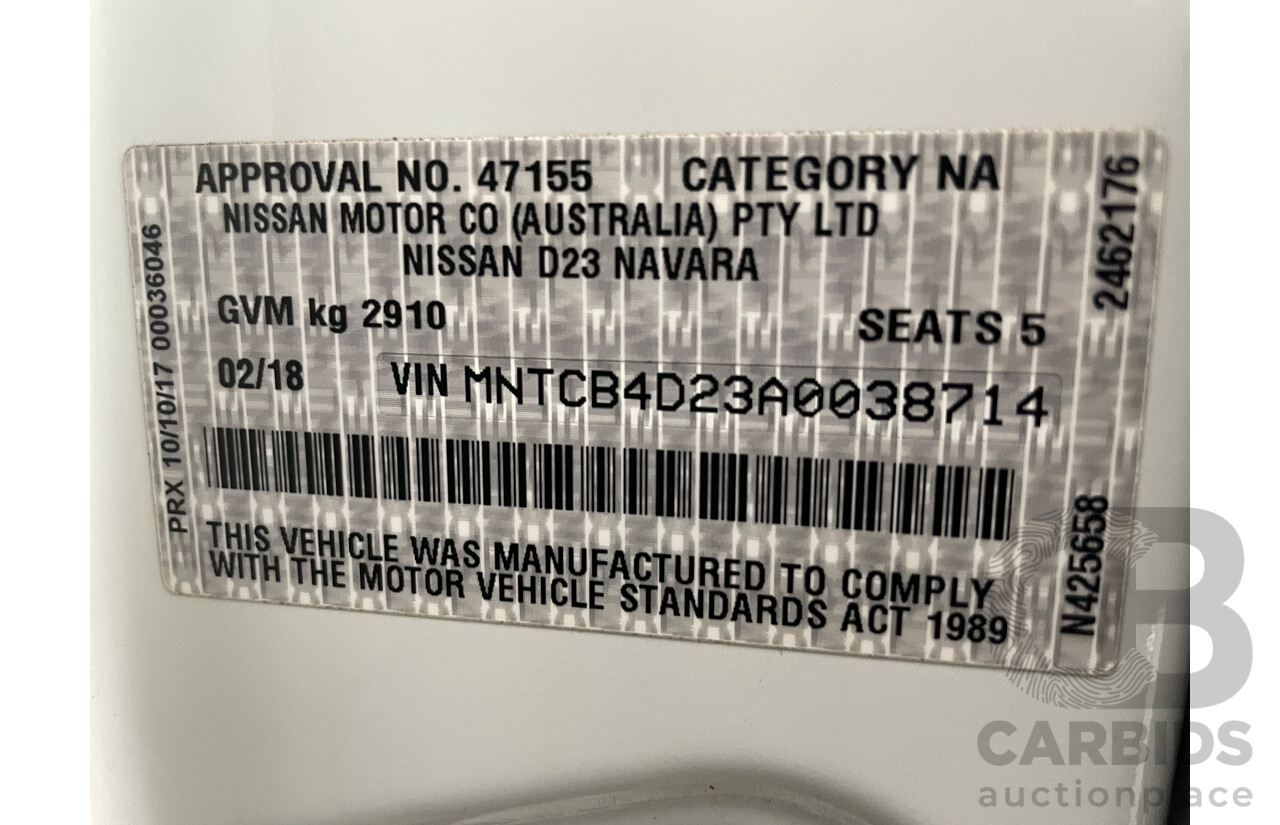 APPROVAL NO. 47155 CATEGORY NA
NISSAN MOTOR CO (AUSTRALIA) PTY LTD
NISSAN D23 NAVARA
GVM kg 2910 SEATS 5
02/18 VIN MNTCB4D23A0038714
THIS VEHICLE WAS MANUFACTURED TO COMPLY
WITH THE MOTOR VEHICLE STANDARDS ACT 1989
PRX 10/10/17 00036046
24621176
N425658
CB
CARBIDS
auctionplace